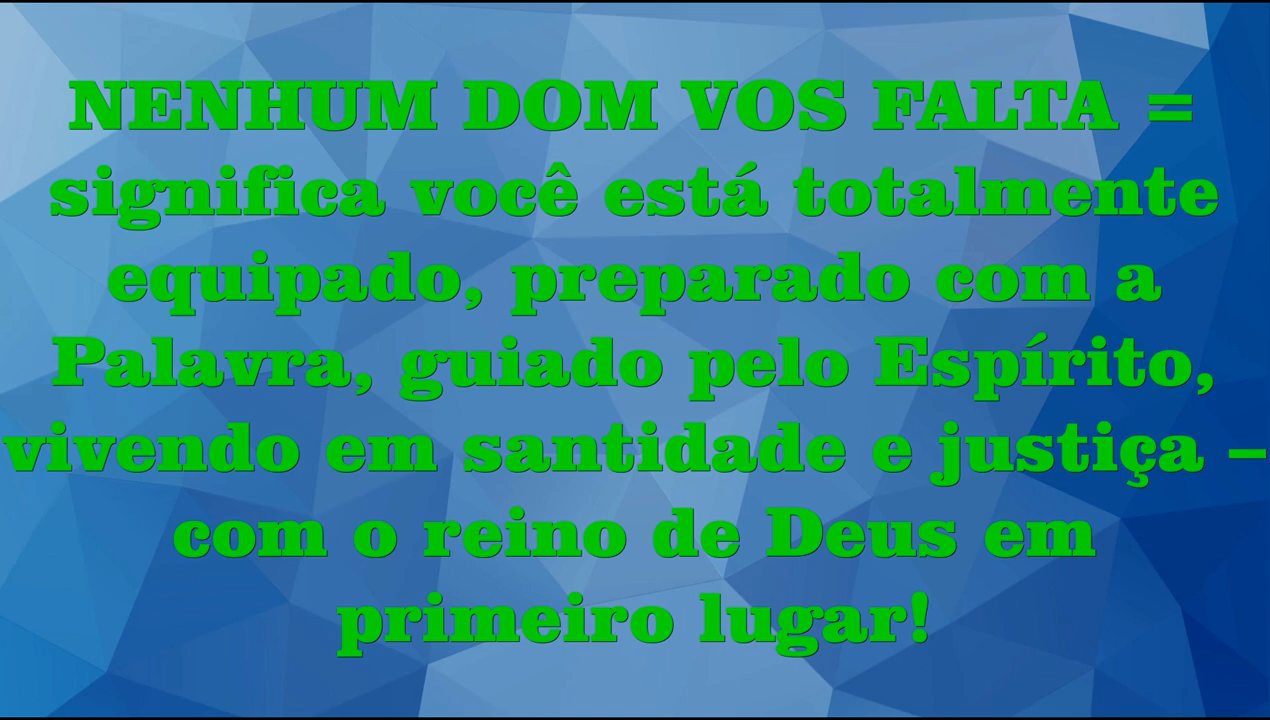 NENHUM DOM VOS FALTA =
significa você está totalmente
equipado, preparado com a
Palavra, guiado pelo Espírito,
vivendo em santidade e justiça –
com o reino de Deus em
primeiro lugar!